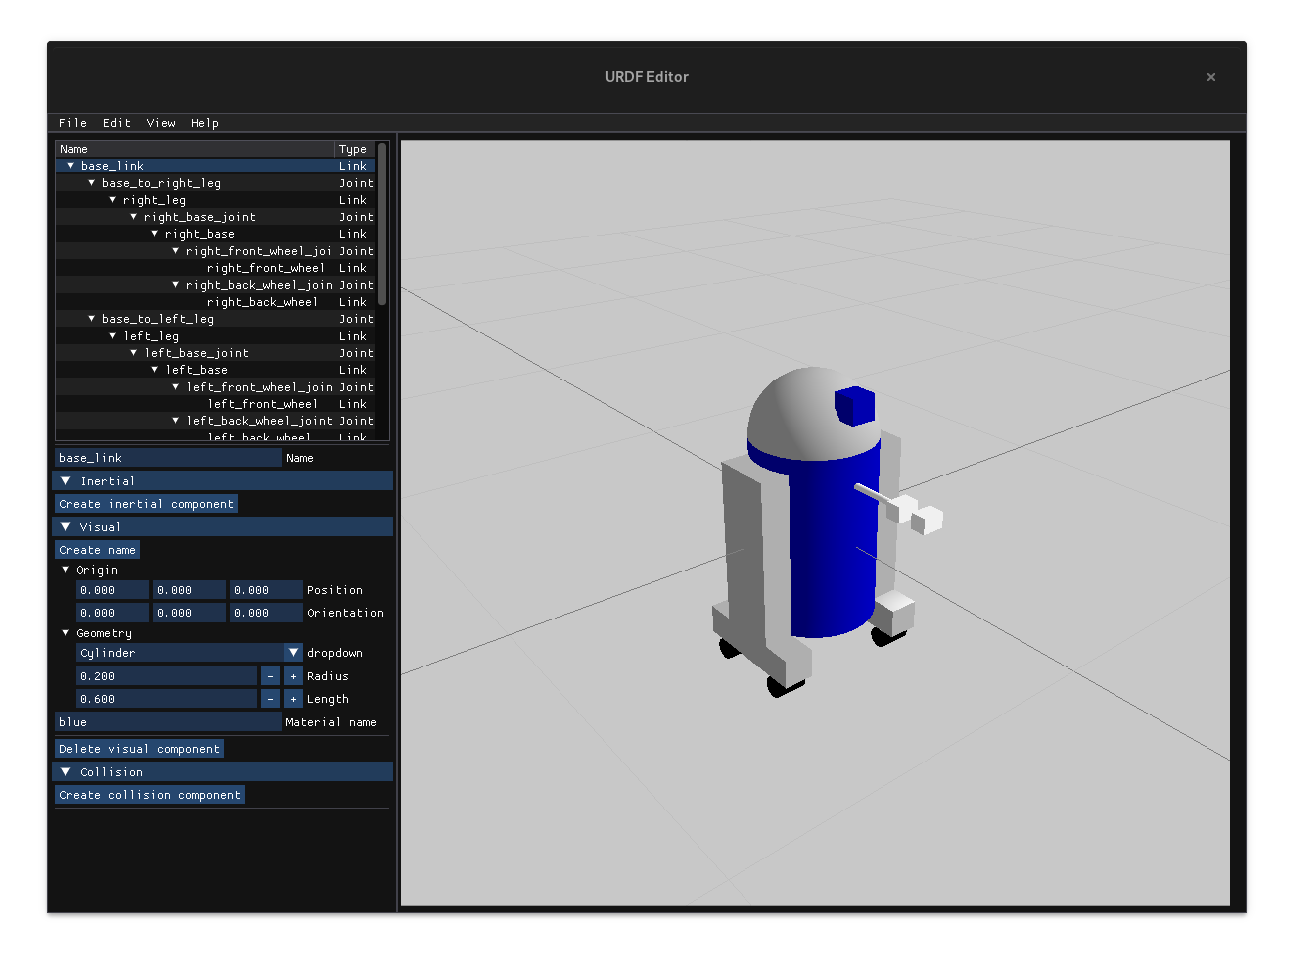 URDF Editor
File Edit View Help
Name Type
base_link Link
base_to_right_leg Joint
right_leg Link
right_base_joint Joint
right_base Link
right_front_wheel_joi Joint
right_front_wheel Link
right_back_wheel_join Joint
right_back_wheel Link
base_to_left_leg Joint
left_leg Link
left_base_joint Joint
left_base Link
left_front_wheel_join Joint
left_front_wheel Link
left_back_wheel_joint Joint
left_back_wheel Link
base_link Name
Inertial
Create inertial component
Visual
Create name
Origin
0.000 0.000 0.000 Position
0.000 0.000 0.000 Orientation
Geometry
Cylinder dropdown
0.200 - + Radius
0.600 - + Length
blue Material name
Delete visual component
Collision
Create collision component